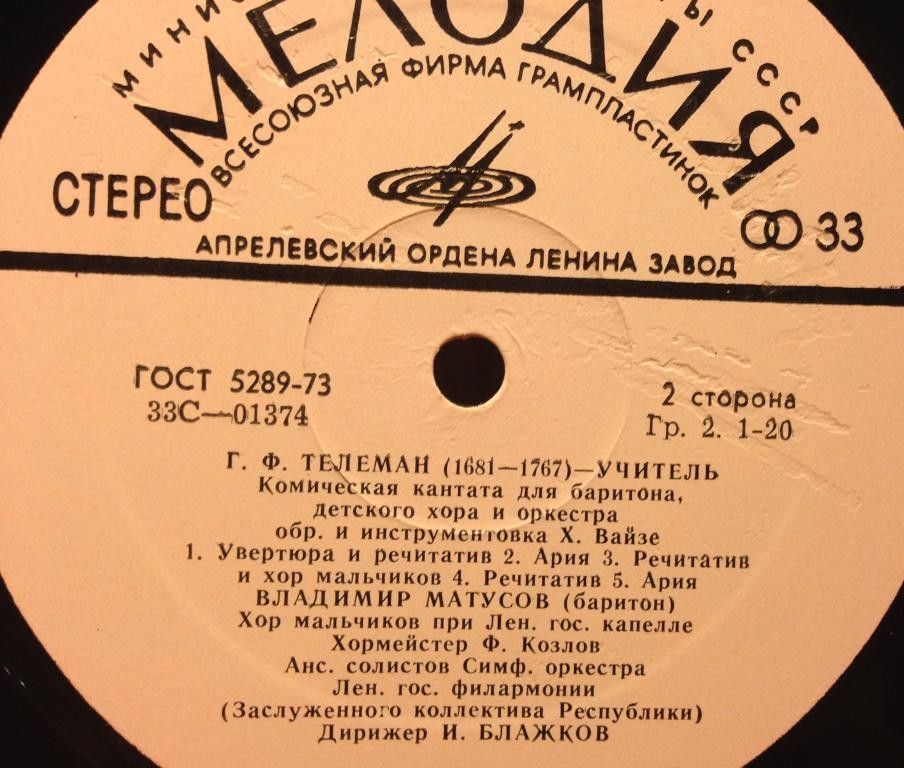 МЕЛОДИЯ
СССР
ВСЕСОЮЗНАЯ ФИРМА ГРАМПЛАСТИНОК
СТЕРЕО
33
АПРЕЛЕВСКИЙ ОРДЕНА ЛЕНИНА ЗАВОД
ГОСТ 5289-73
33С—01374
2 сторона
Гр. 2. 1-20
Г. Ф. ТЕЛЕМАН (1681—1767)—УЧИТЕЛЬ
Комическая кантата для баритона,
детского хора и оркестра
обр. и инструментовка Х. Вайзе
1. Увертюра и речитатив 2. Ария 3. Речитатив
и хор мальчиков 4. Речитатив 5. Ария
ВЛАДИМИР МАТУСОВ (баритон)
Хор мальчиков при Лен. гос. капелле
Хормейстер Ф. Козлов
Анс. солистов Симф. оркестра
Лен. гос. филармонии
(Заслуженного коллектива Республики)
Дирижер И. БЛАЖКОВ